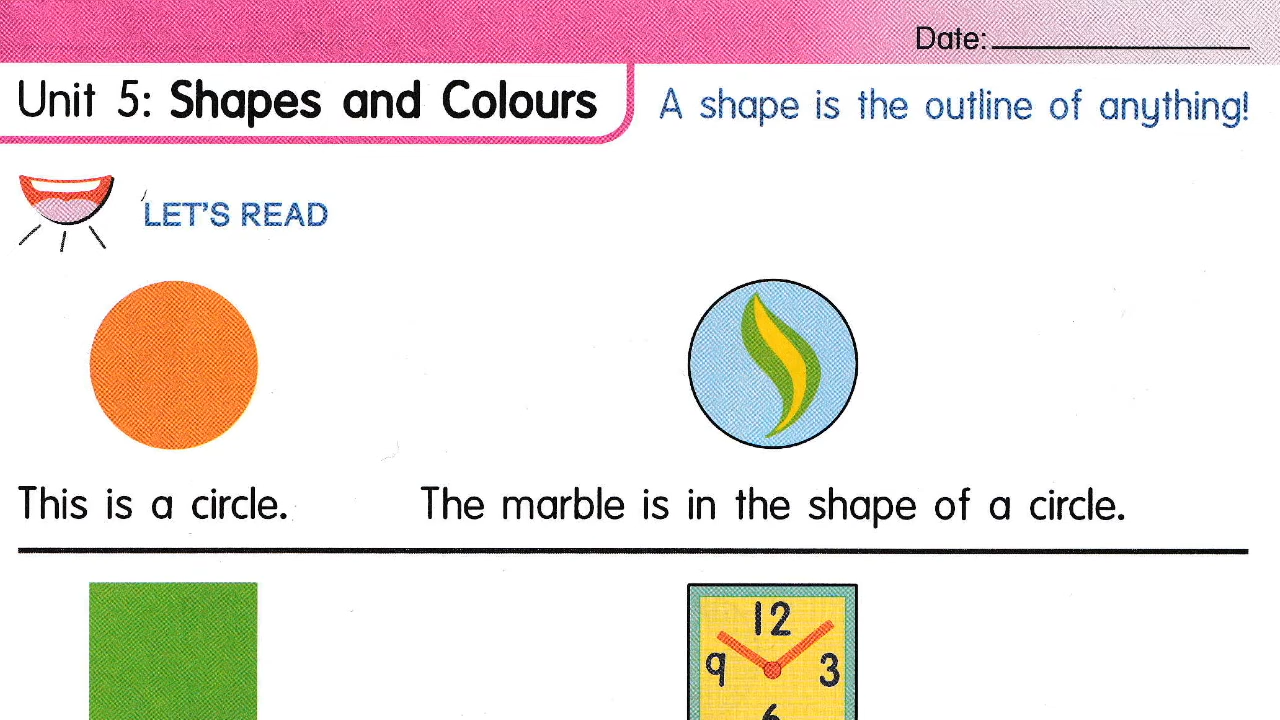 Date:
Unit 5: Shapes and Colours
A shape is the outline of anything!
LET'S READ
This is a circle.
The marble is in the shape of a circle.
12
9 3
6